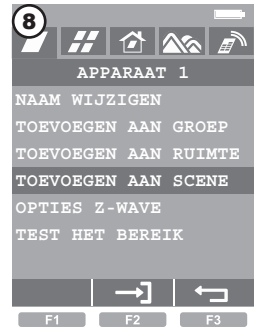 8
APPARAAT 1
NAAM WIJZIGEN
TOEVOEGEN AAN GROEP
TOEVOEGEN AAN RUIMTE
TOEVOEGEN AAN SCENE
OPTIES Z-WAVE
TEST HET BEREIK
F1 F2 F3